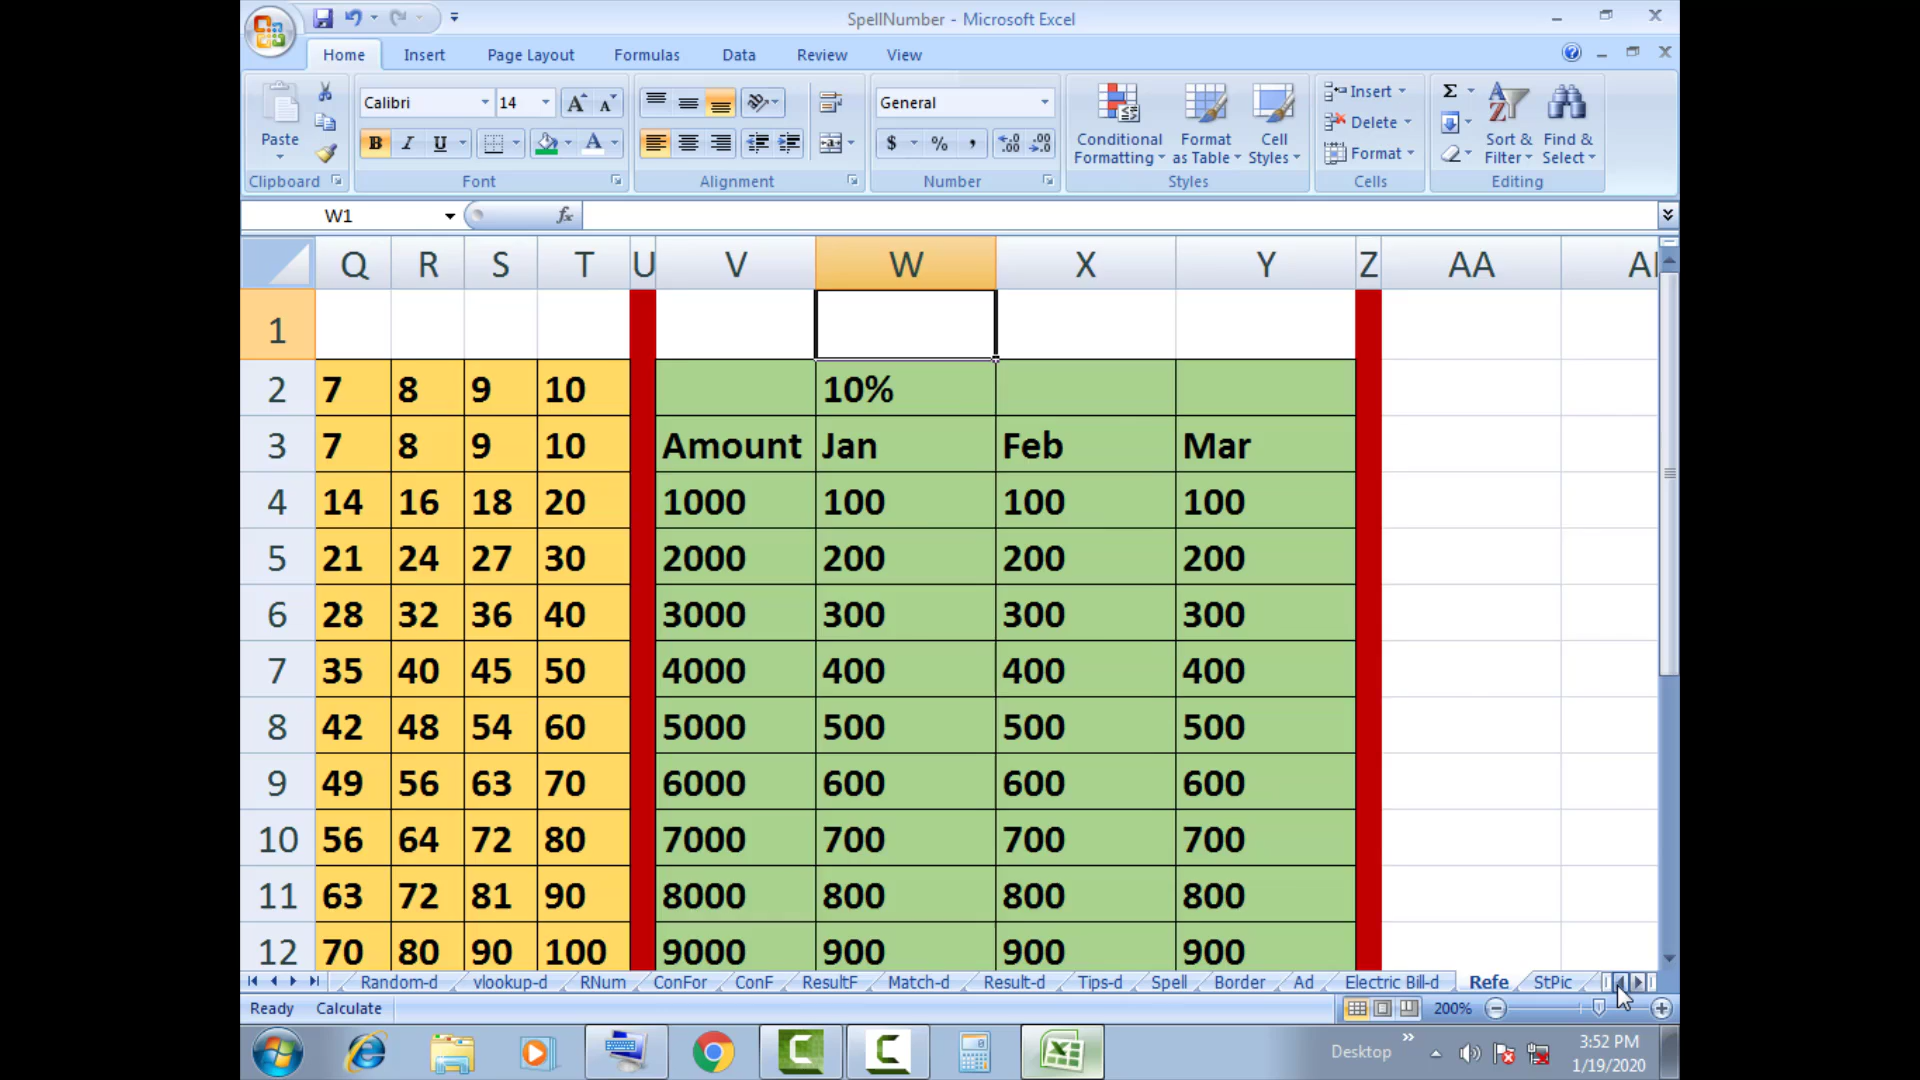 SpellNumber - Microsoft Excel
Home Insert Page Layout Formulas Data Review View
Calibri 14 General
Paste B I U $ % , Conditional Formatting Format as Table Cell Styles Insert Delete Format Σ Sort & Filter Find & Select
Clipboard Font Alignment Number Styles Cells Editing
W1 fx
Q R S T U V W X Y Z AA
1
2 7 8 9 10 10%
3 7 8 9 10 Amount Jan Feb Mar
4 14 16 18 20 1000 100 100 100
5 21 24 27 30 2000 200 200 200
6 28 32 36 40 3000 300 300 300
7 35 40 45 50 4000 400 400 400
8 42 48 54 60 5000 500 500 500
9 49 56 63 70 6000 600 600 600
10 56 64 72 80 7000 700 700 700
11 63 72 81 90 8000 800 800 800
12 70 80 90 100 9000 900 900 900
Random-d vlookup-d RNum ConFor ConF ResultF Match-d Result-d Tips-d Spell Border Ad Electric Bill-d Refe StPic
Ready Calculate 200%
Desktop 3:52 PM
1/19/2020